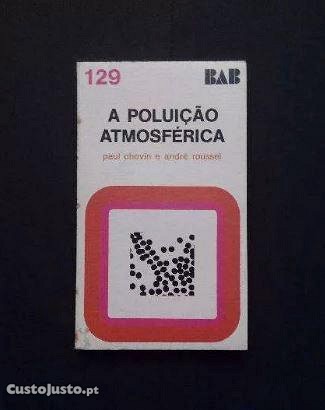 129 BAB
A POLUIÇÃO
ATMOSFÉRICA
paul chovin e andré roussel
CustoJusto.pt